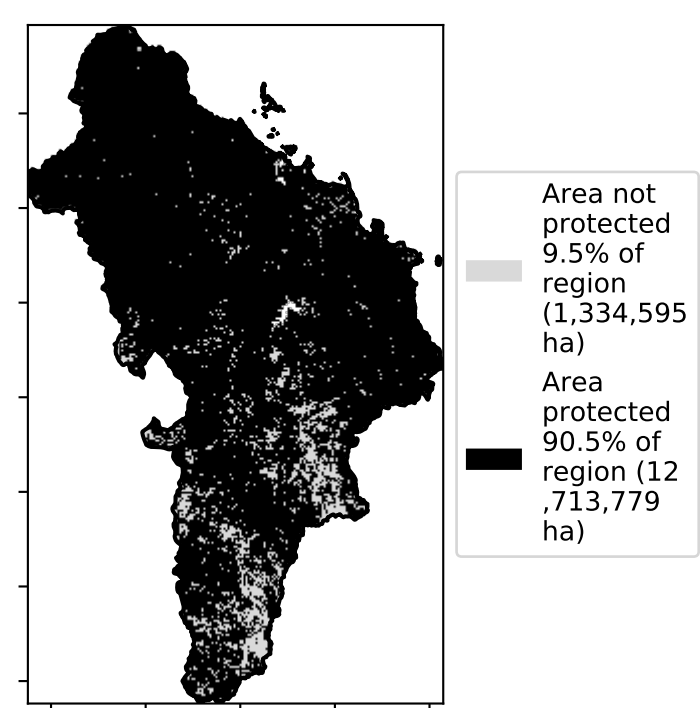 Area not
protected
9.5% of
region
(1,334,595
ha)
Area
protected
90.5% of
region (12
,713,779
ha)